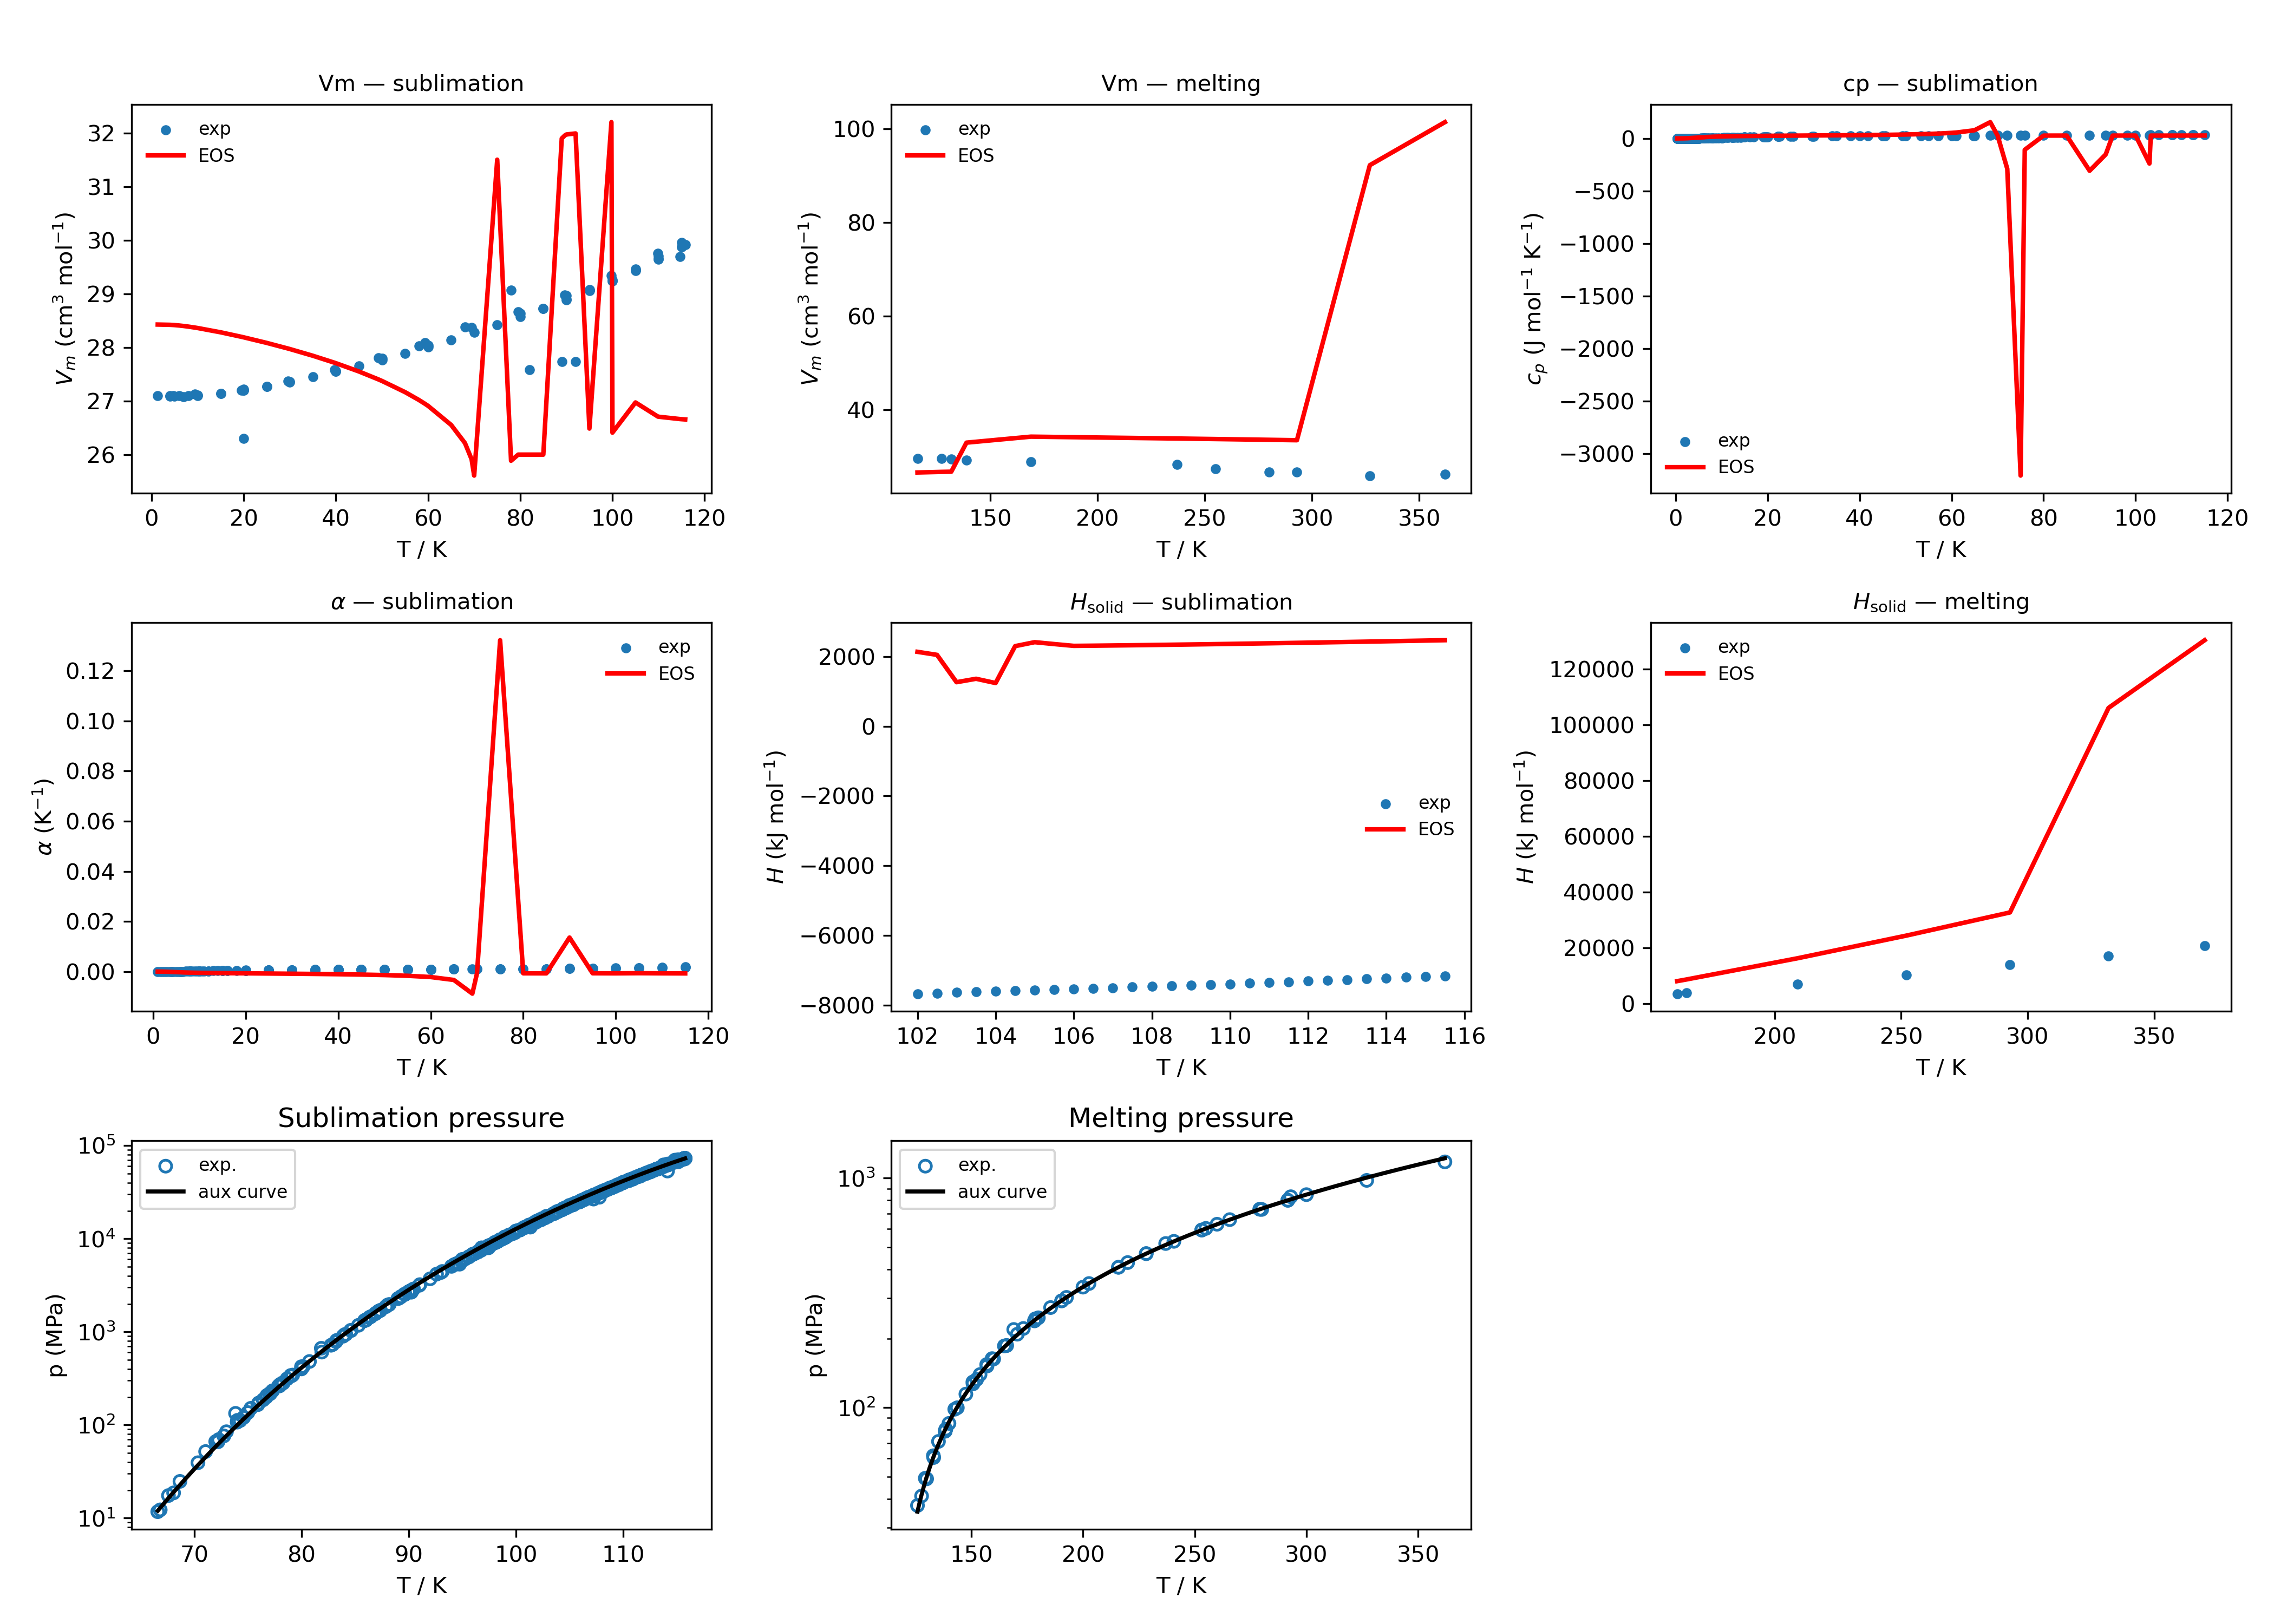 Vm — sublimation
Vm — melting
cp — sublimation
exp
EOS
exp
EOS
exp
EOS
32
31
30
29
28
27
26
100
80
60
40
0
−500
−1000
−1500
−2000
−2500
−3000
V_m (cm³ mol⁻¹)
V_m (cm³ mol⁻¹)
c_p (J mol⁻¹ K⁻¹)
0 20 40 60 80 100 120
150 200 250 300 350
0 20 40 60 80 100 120
T / K
T / K
T / K
α — sublimation
H_solid — sublimation
H_solid — melting
exp
EOS
exp
EOS
exp
EOS
0.12
0.10
0.08
0.06
0.04
0.02
0.00
2000
0
−2000
−4000
−6000
−8000
120000
100000
80000
60000
40000
20000
0
α (K⁻¹)
H (kJ mol⁻¹)
H (kJ mol⁻¹)
0 20 40 60 80 100 120
102 104 106 108 110 112 114 116
200 250 300 350
T / K
T / K
T / K
Sublimation pressure
Melting pressure
exp.
aux curve
exp.
aux curve
10⁵
10⁴
10³
10²
10¹
10³
10²
p (MPa)
p (MPa)
70 80 90 100 110
150 200 250 300 350
T / K
T / K